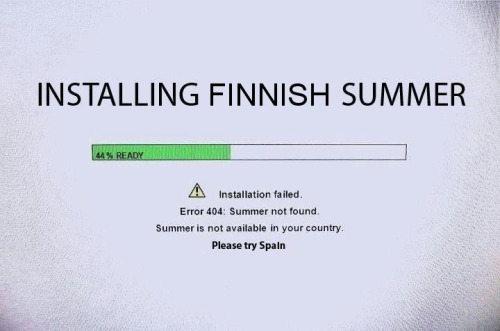 INSTALLING FINNISH SUMMER
44% READY
Installation failed.
Error 404: Summer not found.
Summer is not available in your country.
Please try Spain